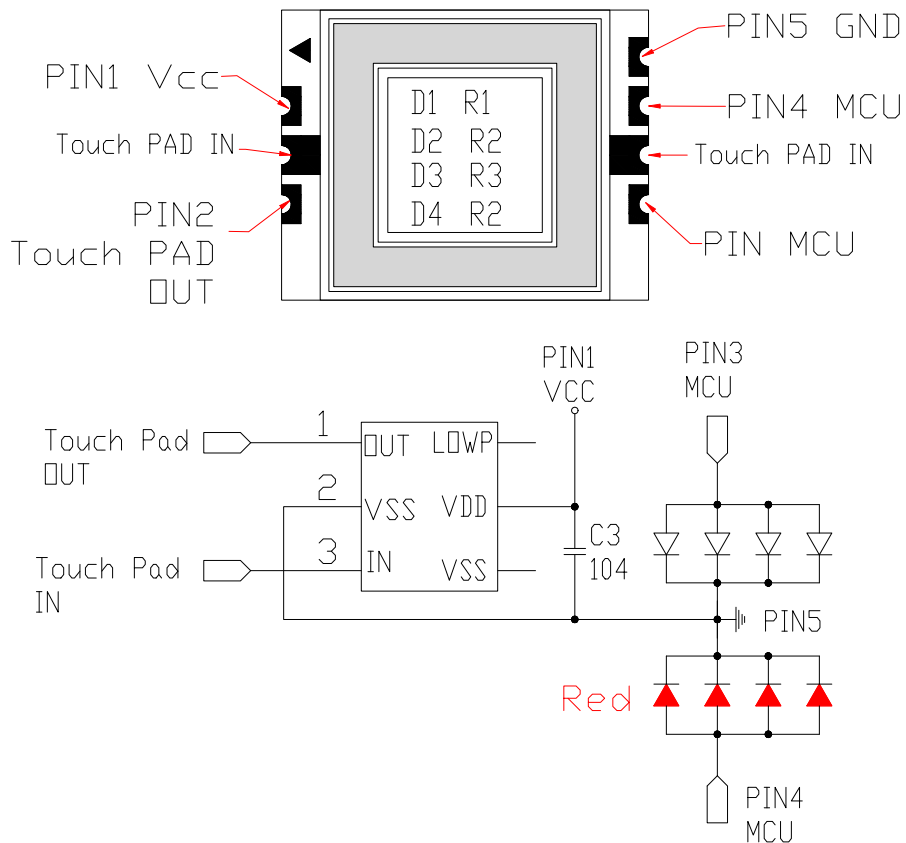 PIN5 GND
PIN1 Vcc
D1 R1
PIN4 MCU
Touch PAD IN
D2 R2
Touch PAD IN
D3 R3
D4 R2
PIN2
Touch PAD
OUT
PIN MCU
PIN1
VCC
PIN3
MCU
1
Touch Pad
OUT
OUT
LOWP
2
VSS
VDD
3
IN
VSS
C3
104
Touch Pad
IN
PIN5
Red
PIN4
MCU